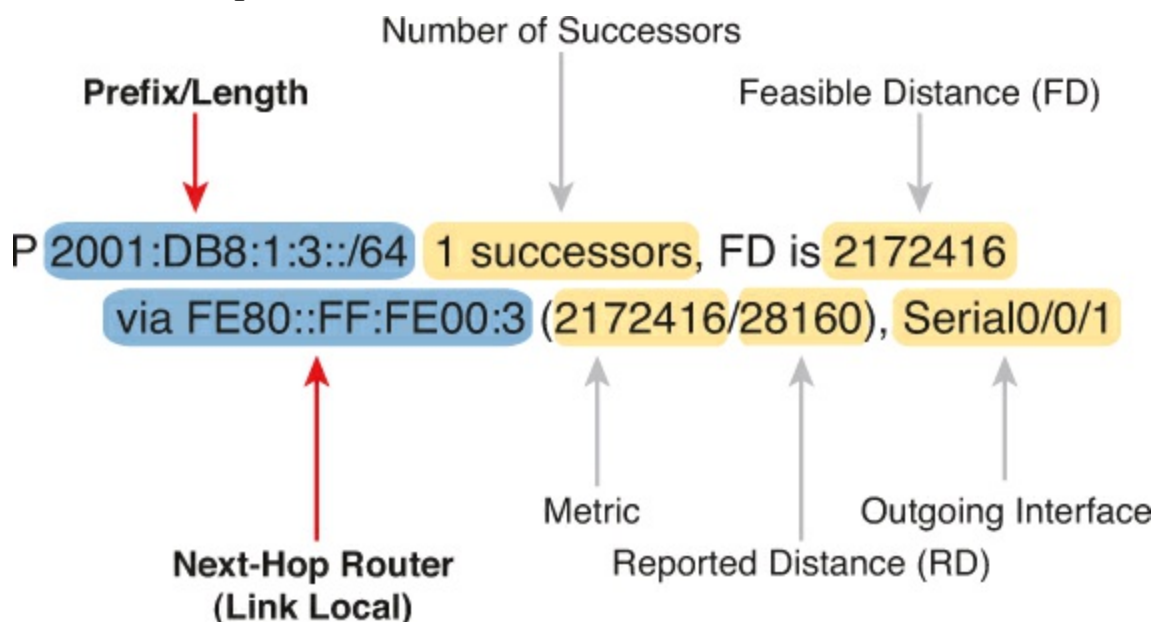 Number of Successors
Prefix/Length
Feasible Distance (FD)
P 2001:DB8:1:3::/64 1 successors, FD is 2172416
via FE80::FF:FE00:3 (2172416/28160), Serial0/0/1
Metric
Outgoing Interface
Next-Hop Router
(Link Local)
Reported Distance (RD)